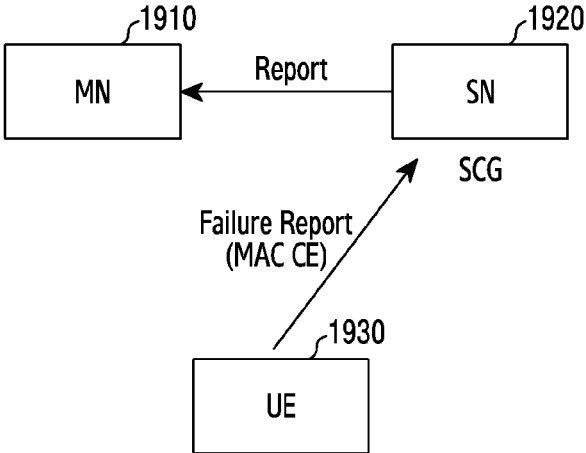 1910
1920
MN
Report
SN
SCG
Failure Report
(MAC CE)
1930
UE